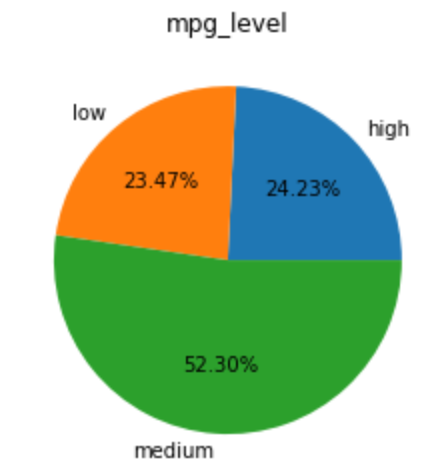 mpg_level
low
high
23.47%
24.23%
52.30%
medium